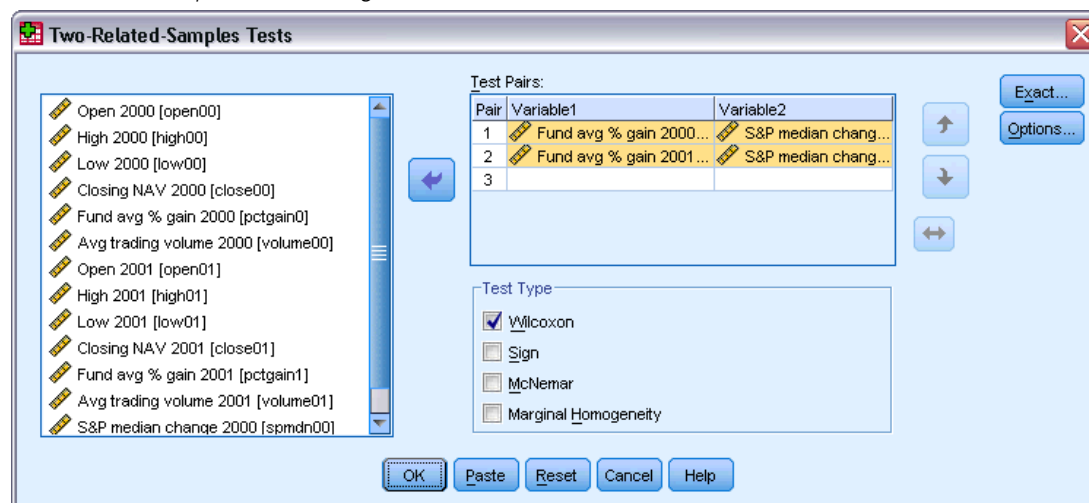 Two-Related-Samples Tests
Open 2000 [open00]
High 2000 [high00]
Low 2000 [low00]
Closing NAV 2000 [close00]
Fund avg % gain 2000 [pctgain0]
Avg trading volume 2000 [volume00]
Open 2001 [open01]
High 2001 [high01]
Low 2001 [low01]
Closing NAV 2001 [close01]
Fund avg % gain 2001 [pctgain1]
Avg trading volume 2001 [volume01]
S&P median change 2000 [spmdn00]
Test Pairs:
Pair Variable1 Variable2
1 Fund avg % gain 2000... S&P median chang...
2 Fund avg % gain 2001... S&P median chang...
3
Test Type
Wilcoxon
Sign
McNemar
Marginal Homogeneity
Exact...
Options...
OK Paste Reset Cancel Help